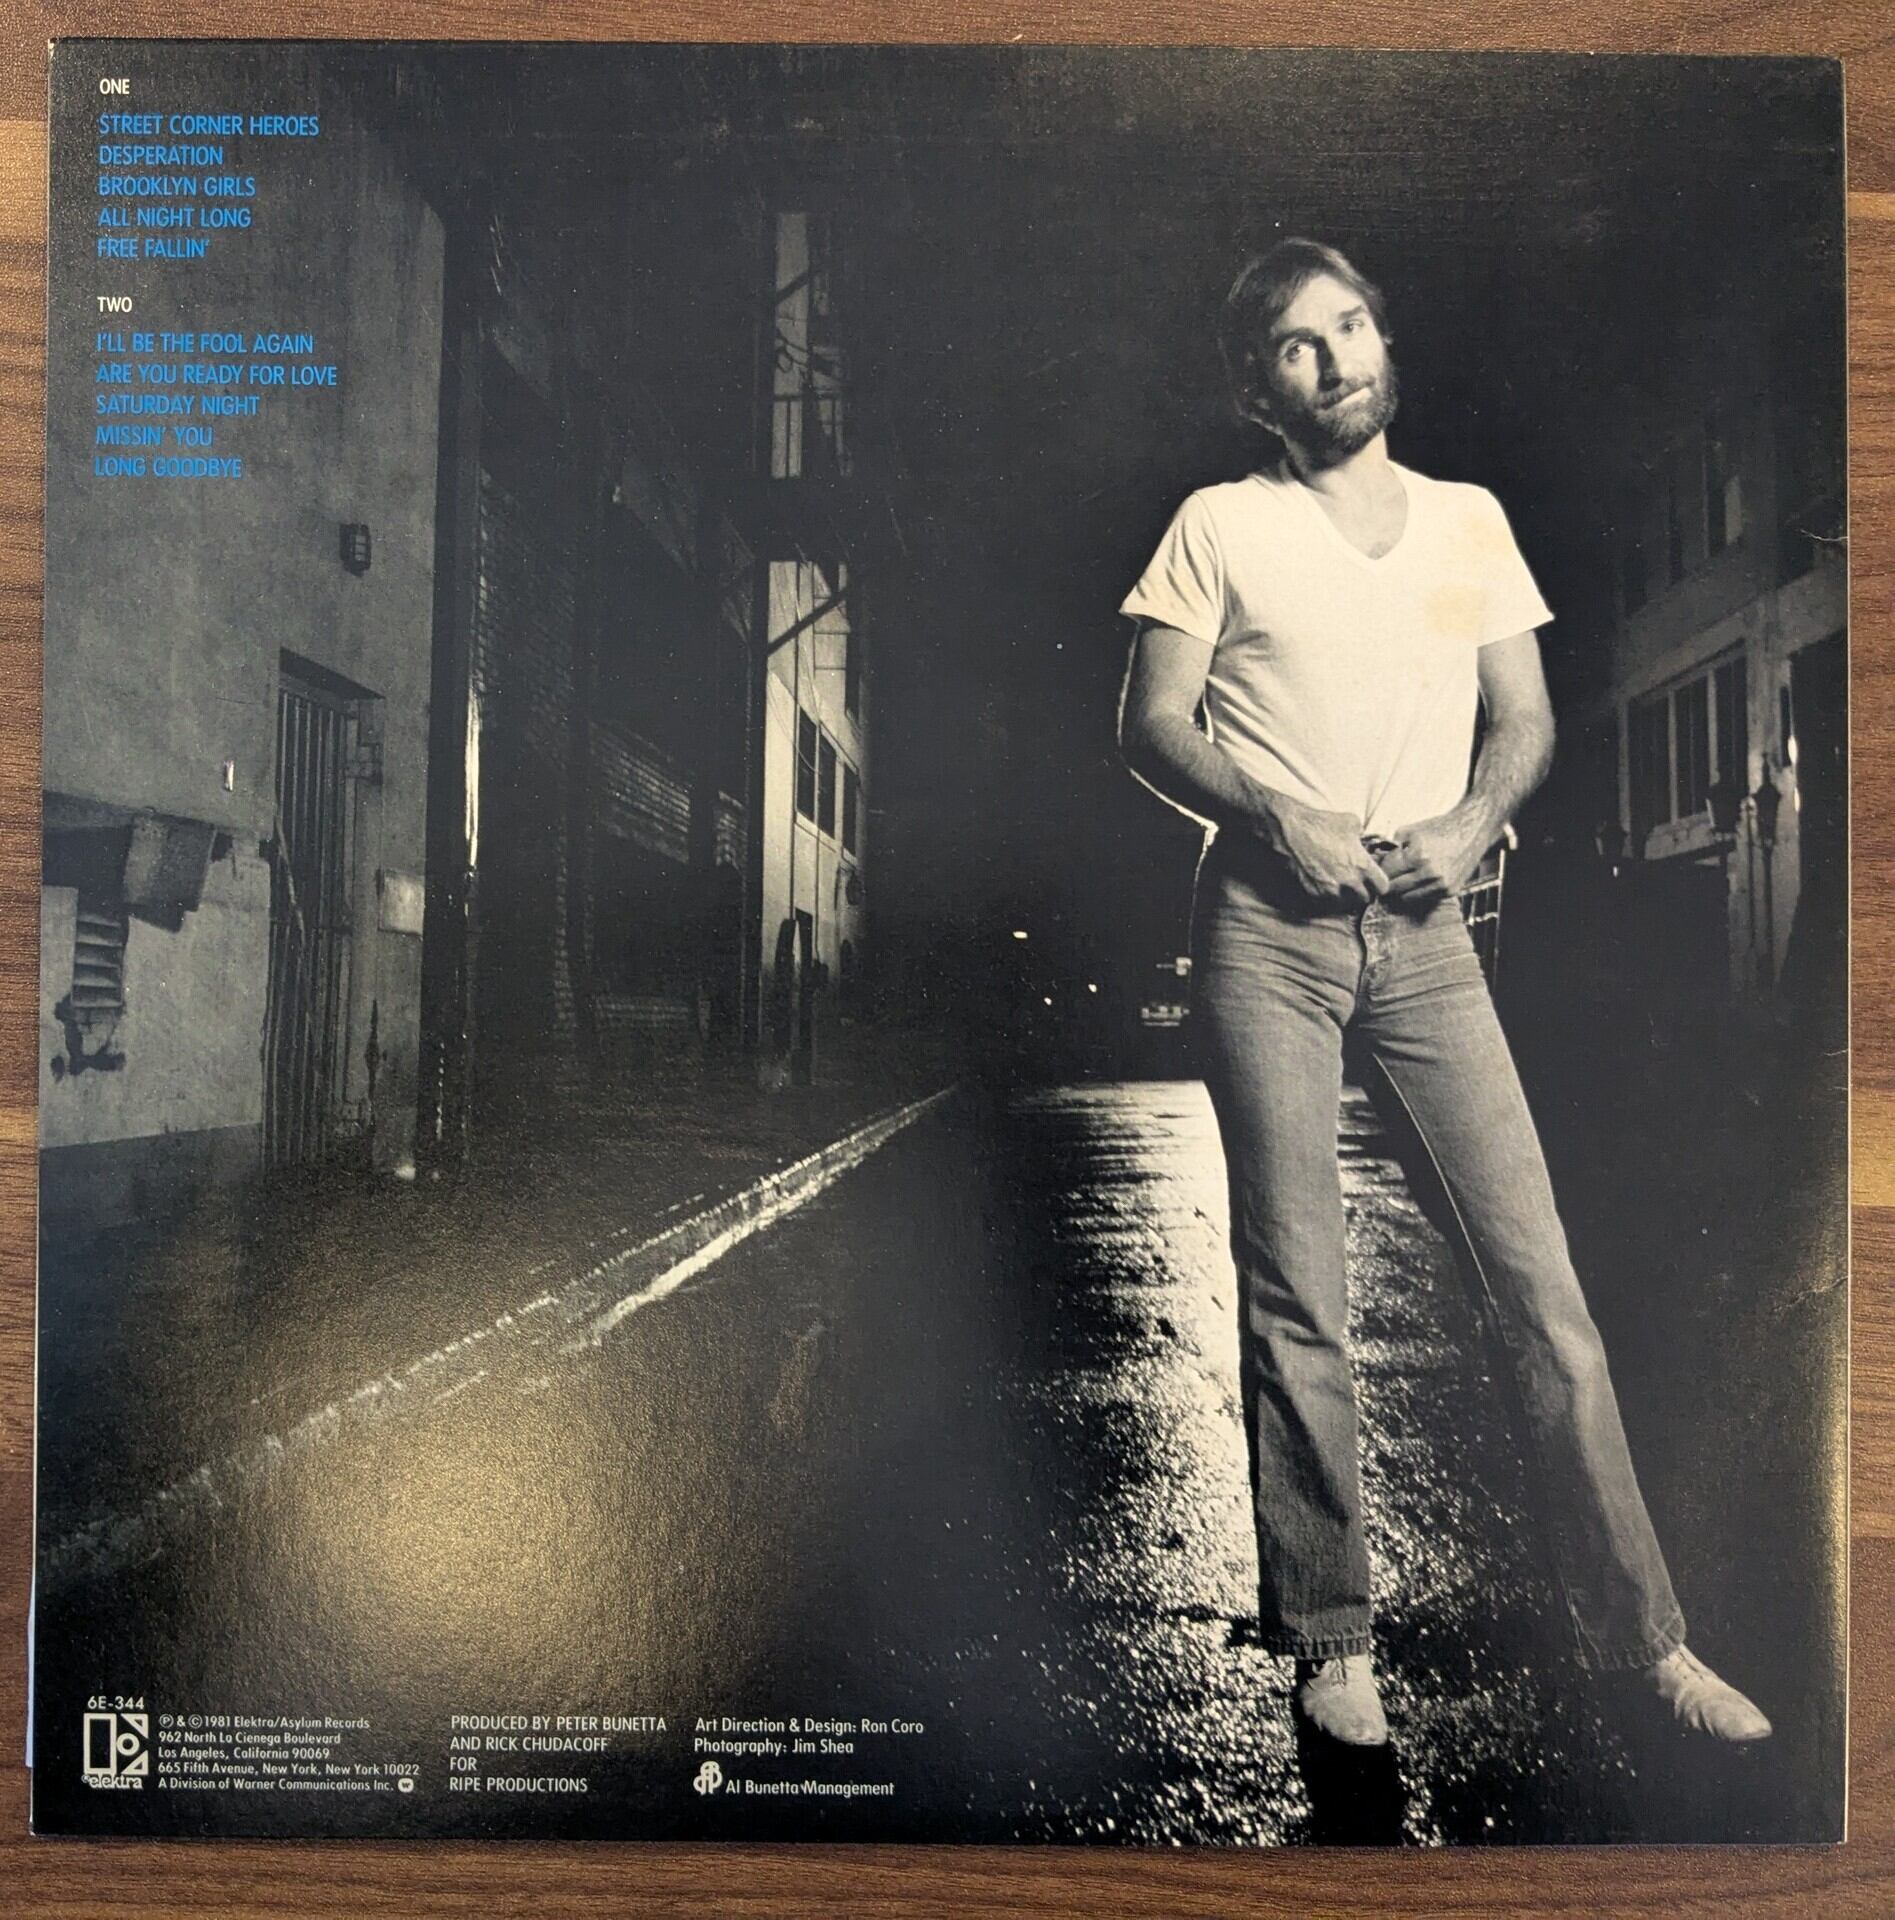 ONE
STREET CORNER HEROES
DESPERATION
BROOKLYN GIRLS
ALL NIGHT LONG
FREE FALLIN'
TWO
I'LL BE THE FOOL AGAIN
ARE YOU READY FOR LOVE
SATURDAY NIGHT
MISSIN' YOU
LONG GOODBYE
6E-344
elektra
℗ & © 1981 Elektra/Asylum Records
962 North La Cienega Boulevard
Los Angeles, California 90069
665 Fifth Avenue, New York, New York 10022
A Division of Warner Communications Inc.
PRODUCED BY PETER BUNETTA
AND RICK CHUDACOFF
FOR
RIPE PRODUCTIONS
Art Direction & Design: Ron Coro
Photography: Jim Shea
Al Bunetta Management